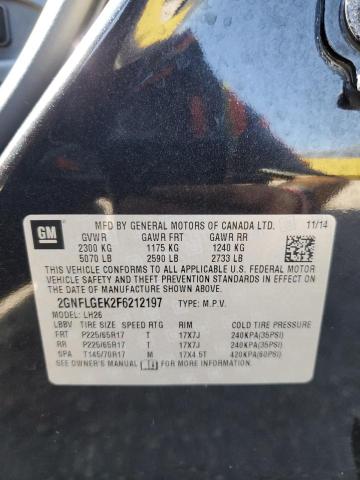 GM
MFD BY GENERAL MOTORS OF CANADA LTD. 11/14
GVWR GAWR FRT GAWR RR
2300 KG 1175 KG 1240 KG
5070 LB 2590 LB 2733 LB
THIS VEHICLE CONFORMS TO ALL APPLICABLE U.S. FEDERAL MOTOR
VEHICLE SAFETY, BUMPER, AND THEFT PREVENTION STANDARDS
IN EFFECT ON THE DATE OF MANUFACTURE SHOWN ABOVE.
2GNFLGEK2F6212197 TYPE: M.P.V.
MODEL: LH26
LBBV TIRE SIZE SPEED RTG RIM COLD TIRE PRESSURE
FRT P225/65R17 T 17X7J 240KPA(35PSI)
RR P225/65R17 T 17X7J 240KPA(35PSI)
SPA T145/70R17 M 17X4.5T 420KPA(60PSI)
SEE OWNER'S MANUAL FOR ADDITIONAL INFORMATION.